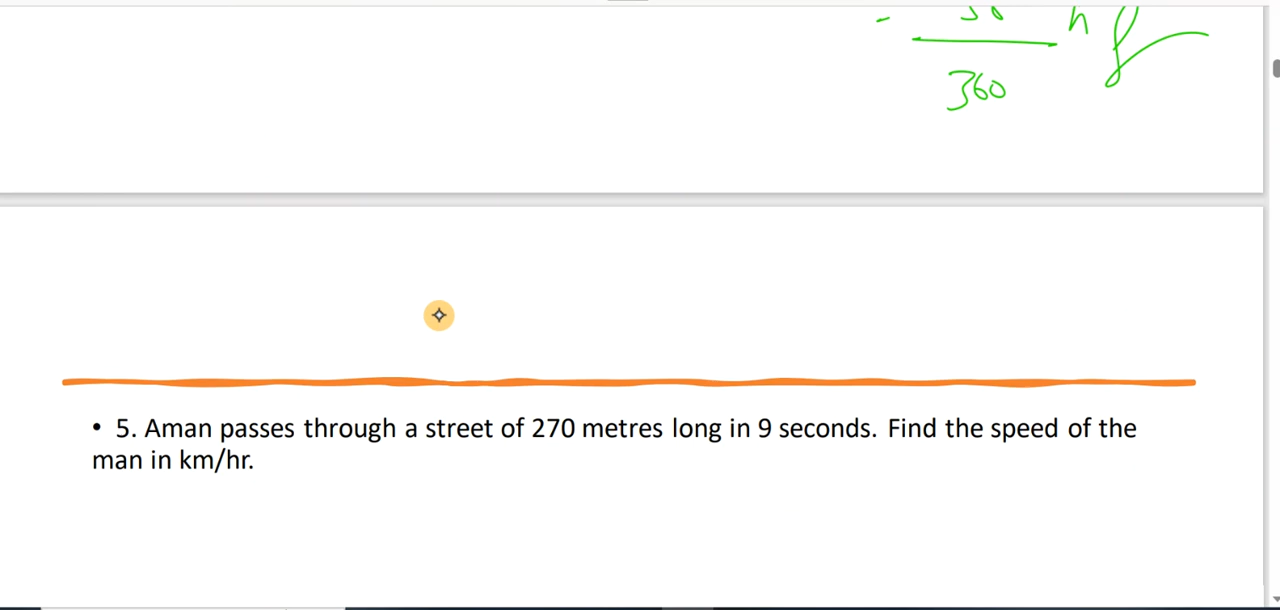 h
360
• 5. Aman passes through a street of 270 metres long in 9 seconds. Find the speed of the
man in km/hr.